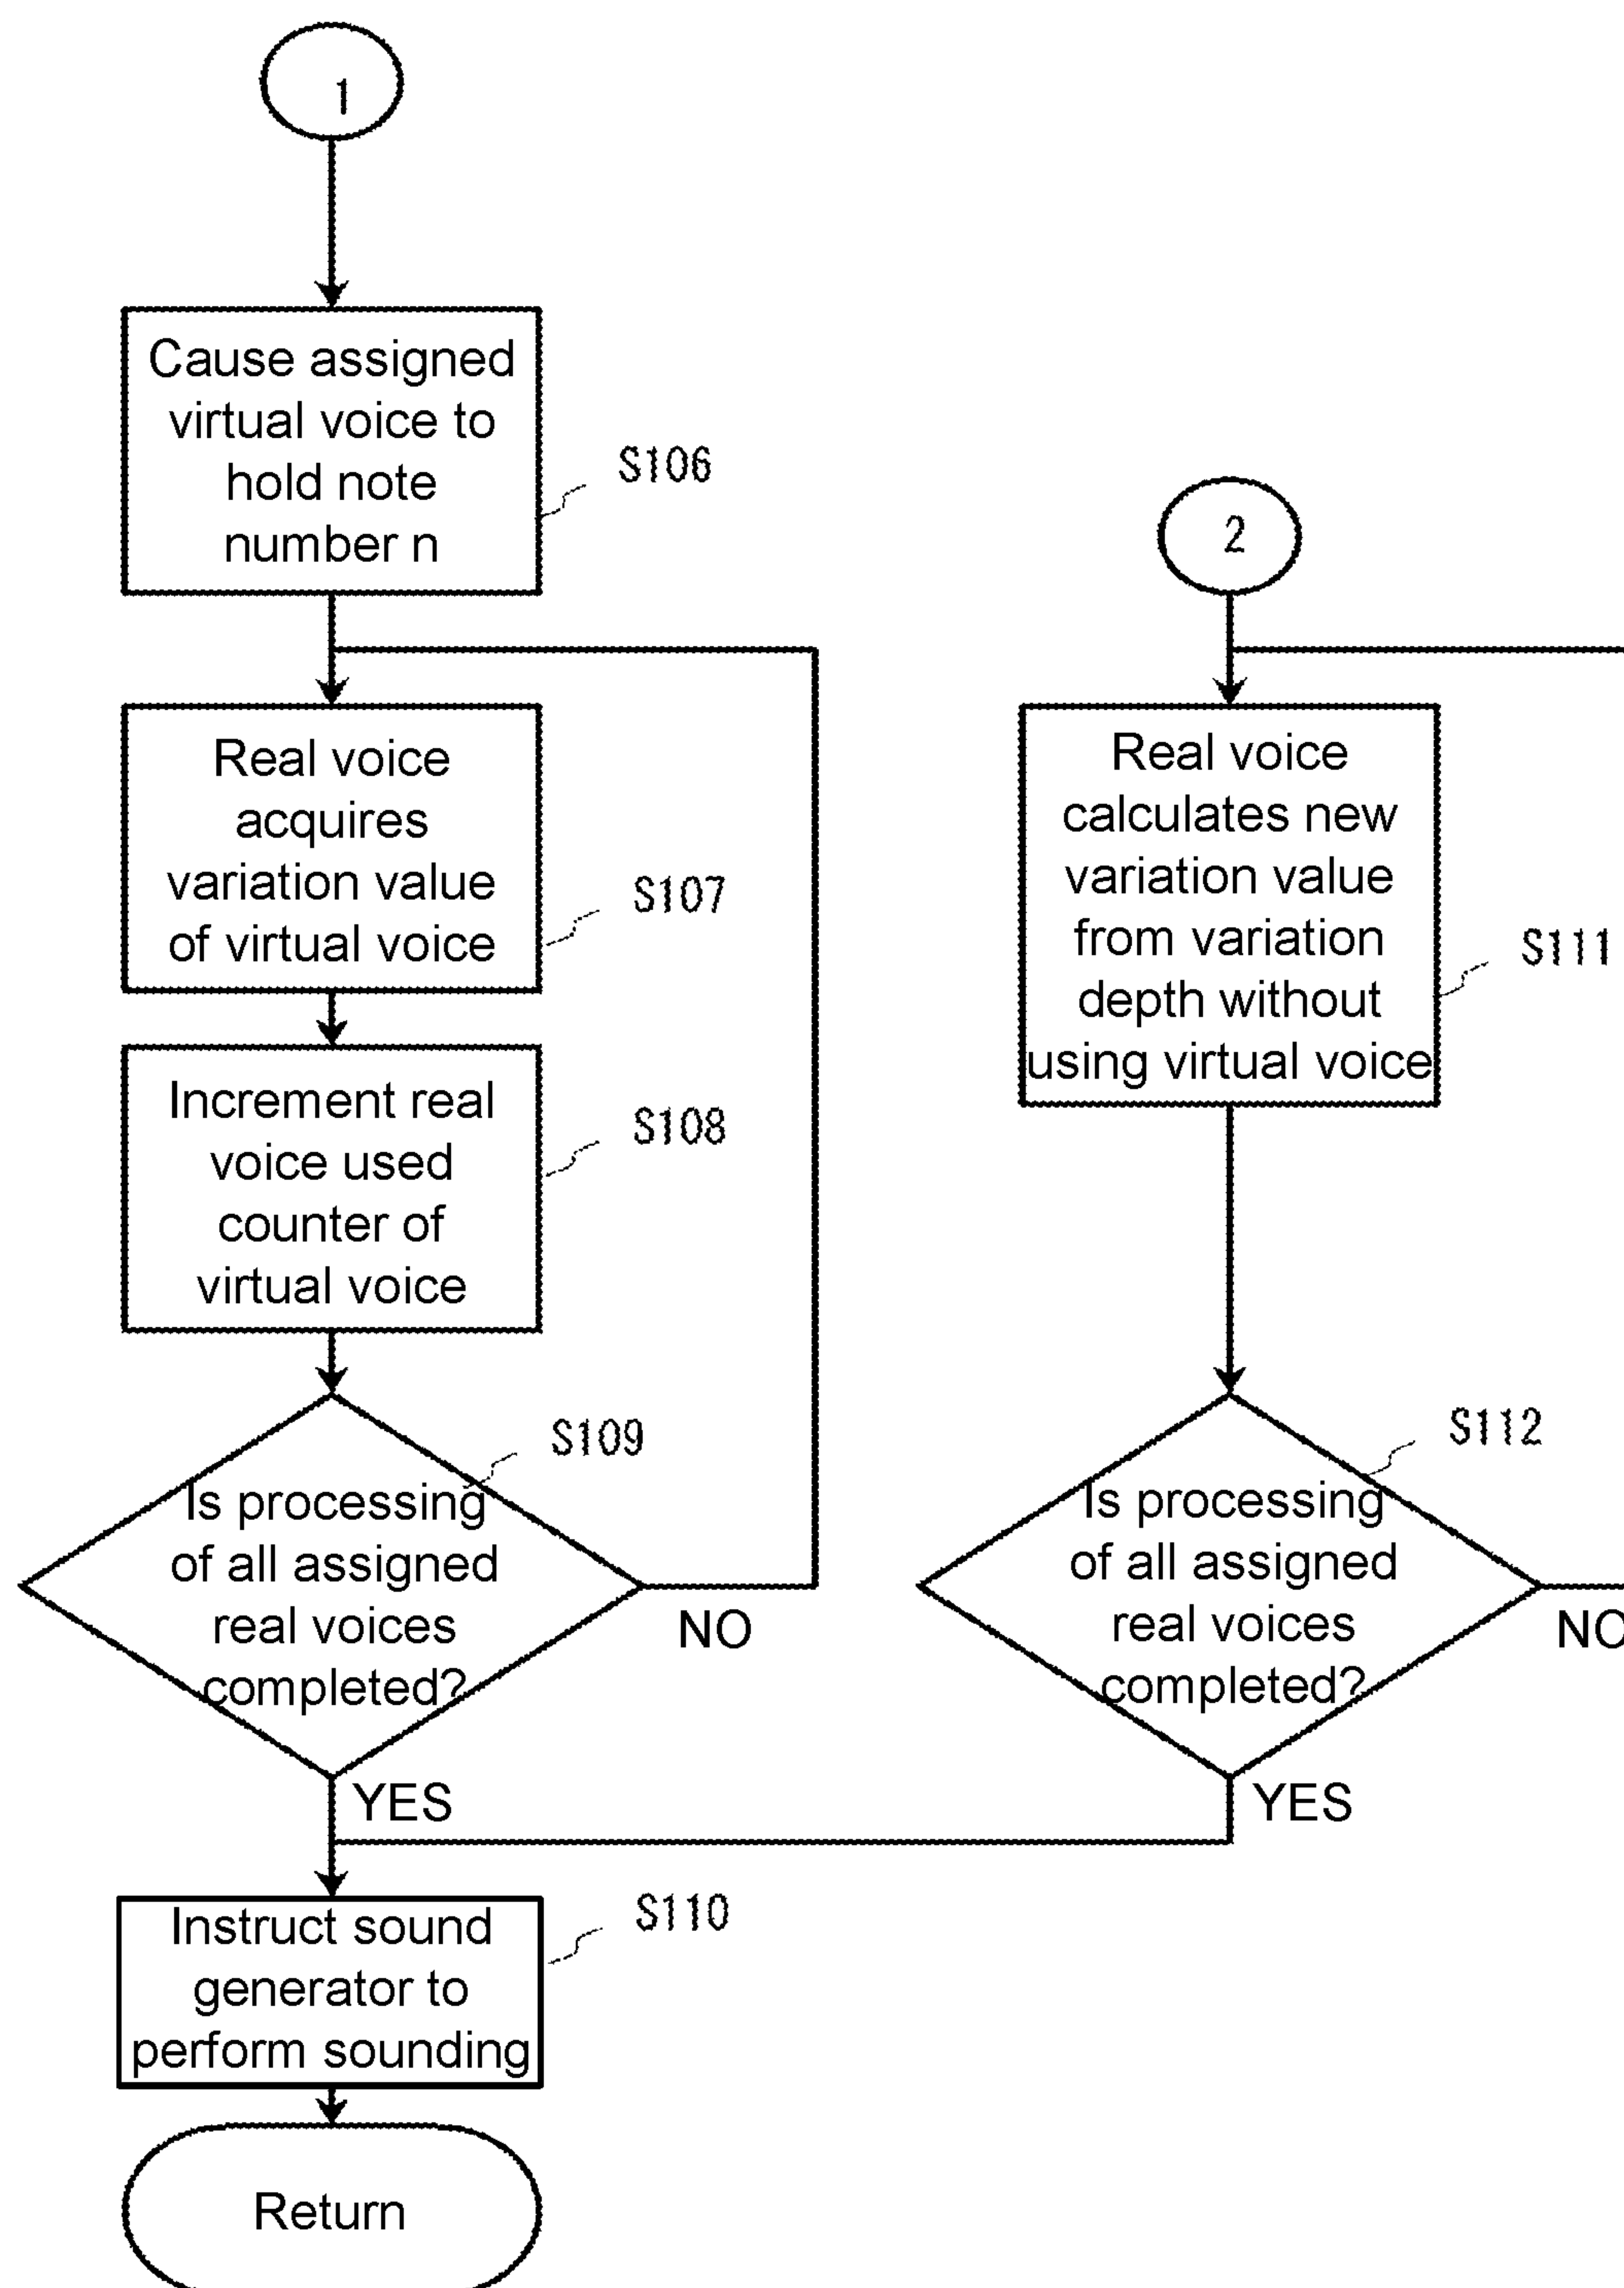 1
Cause assigned
virtual voice to
hold note
number n
S106
Real voice
acquires
variation value
of virtual voice
S107
Increment real
voice used
counter of
virtual voice
S108
S109
Is processing
of all assigned
real voices
completed?
NO
YES
Instruct sound
generator to
perform sounding
S110
Return
2
Real voice
calculates new
variation value
from variation
depth without
using virtual voice
S111
S112
Is processing
of all assigned
real voices
completed?
NO
YES